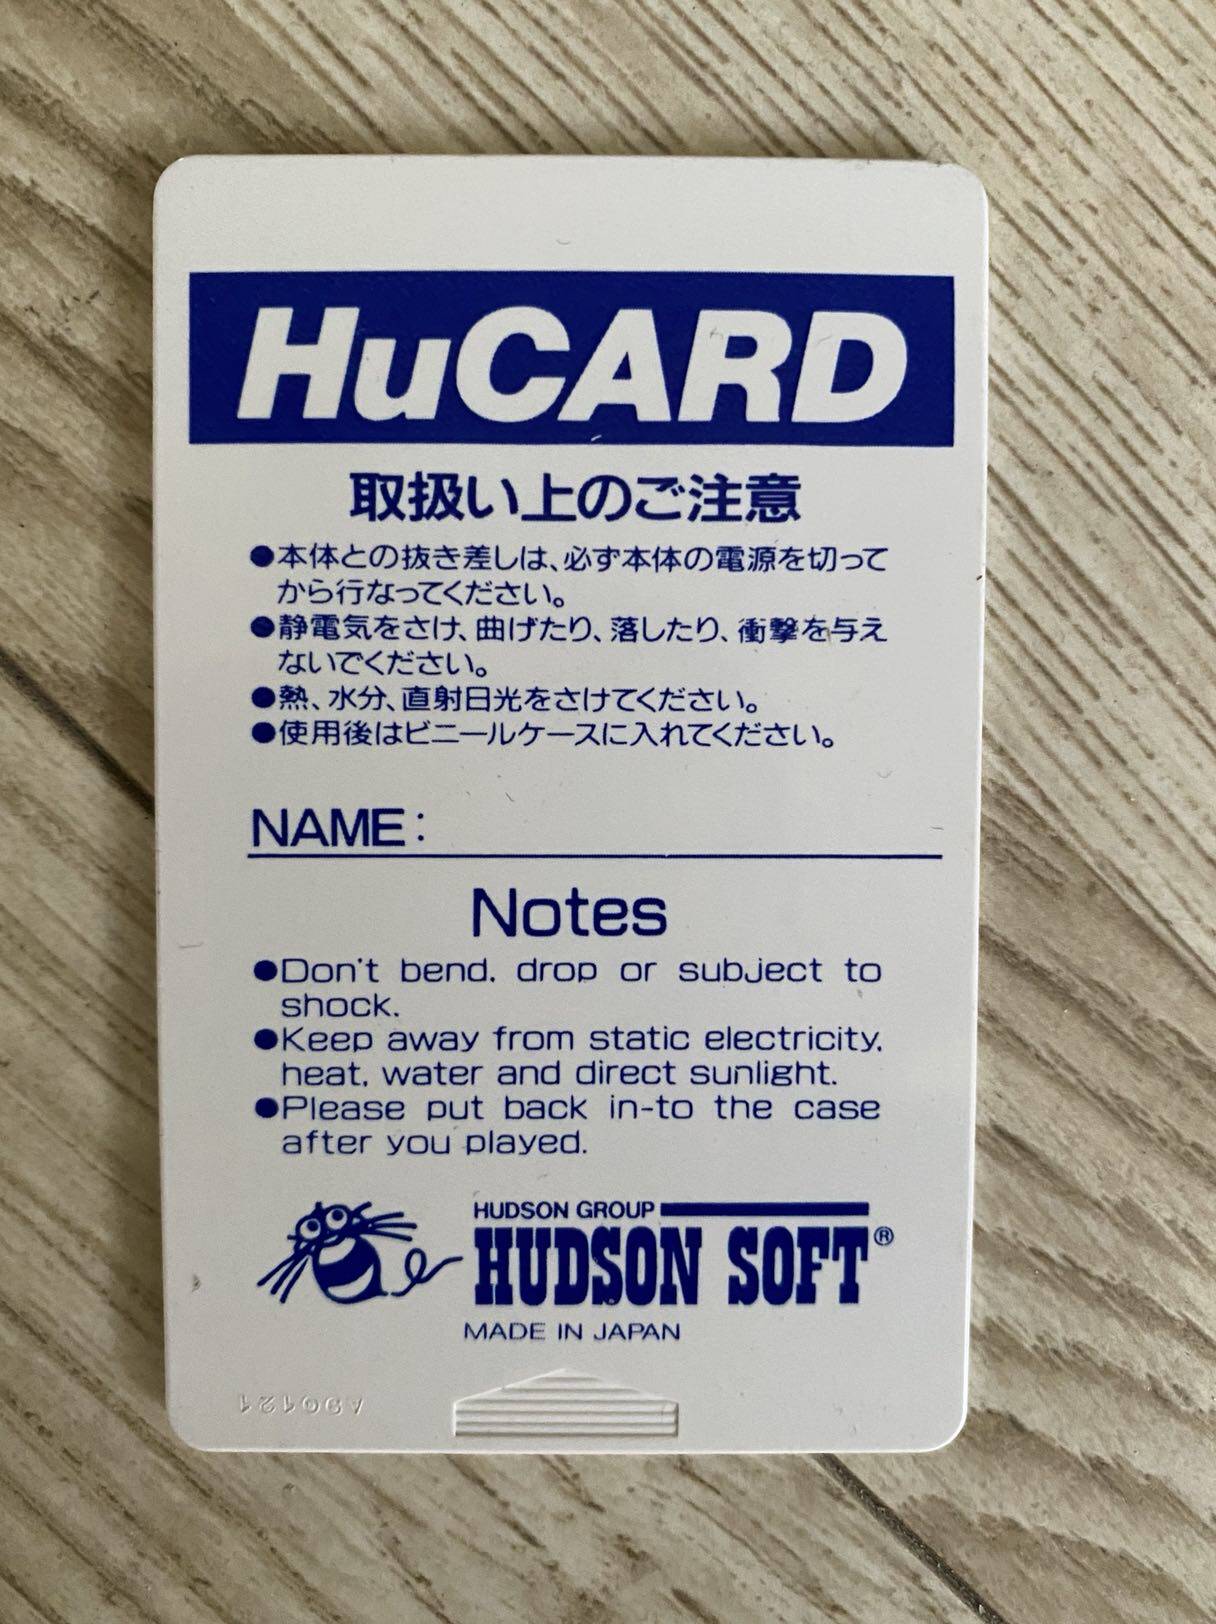 HuCARD
取扱い上のご注意
●本体との抜き差しは、必ず本体の電源を切って
から行なってください。
●静電気をさけ、曲げたり、落したり、衝撃を与え
ないでください。
●熱、水分、直射日光をさけてください。
●使用後はビニールケースに入れてください。
NAME:
Notes
●Don't bend, drop or subject to
shock.
●Keep away from static electricity,
heat, water and direct sunlight.
●Please put back in-to the case
after you played.
HUDSON GROUP
HUDSON SOFT®
MADE IN JAPAN
A90121